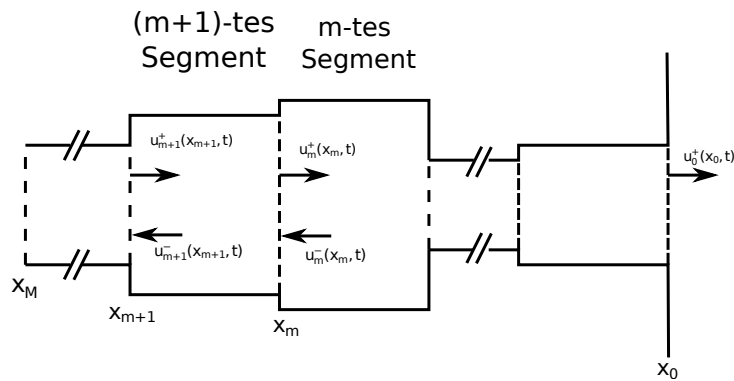 (m+1)-tes
Segment
m-tes
Segment
u⁺ₘ₊₁(xₘ₊₁,t)
u⁺ₘ(xₘ,t)
u⁺₀(x₀,t)
u⁻ₘ₊₁(xₘ₊₁,t)
u⁻ₘ(xₘ,t)
x_M
xₘ₊₁
xₘ
x₀